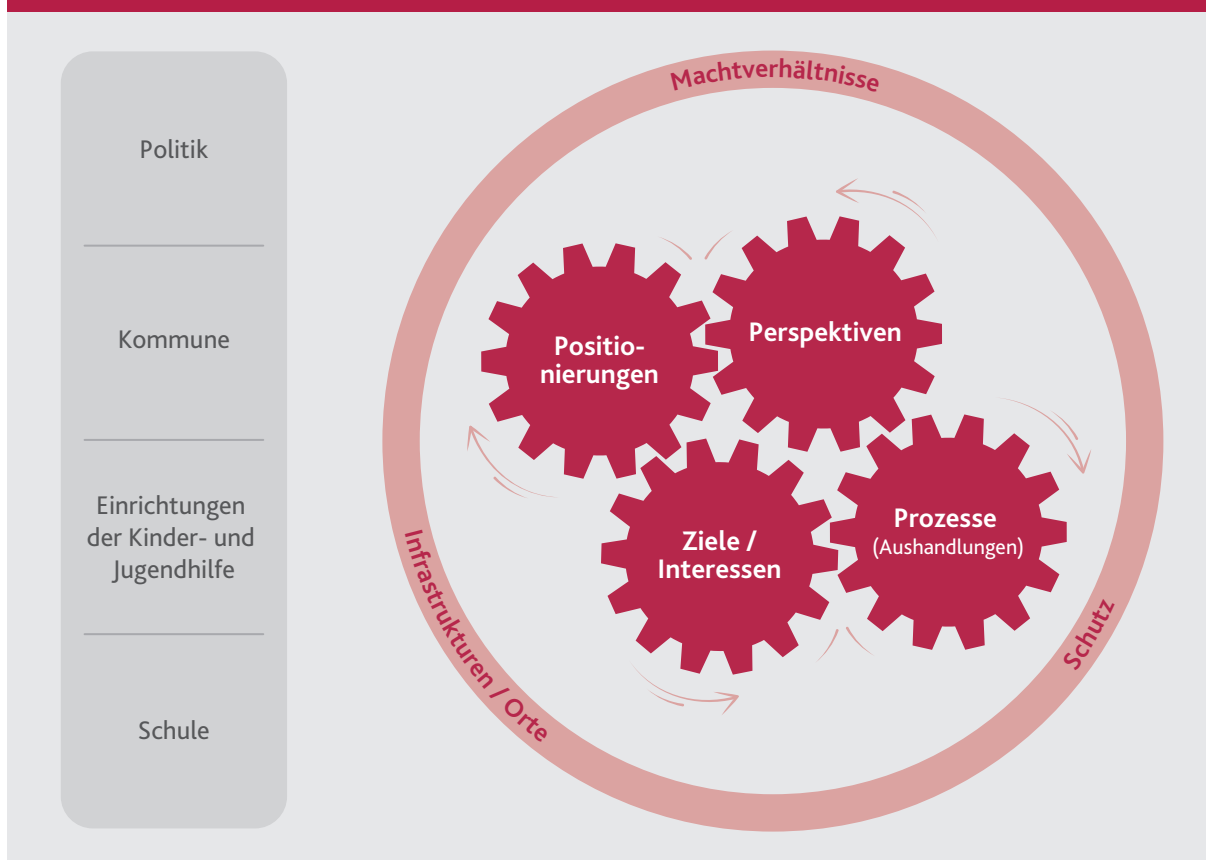 Politik
Kommune
Einrichtungen
der Kinder- und
Jugendhilfe
Schule
Machtverhältnisse
Positio-
nierungen
Perspektiven
Ziele /
Interessen
Prozesse
(Aushandlungen)
Infrastrukturen / Orte
Schutz